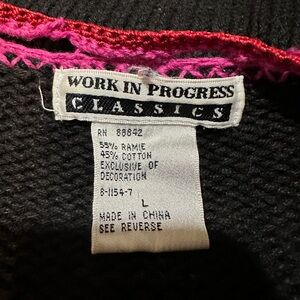 WORK IN PROGRESS
CLASSICS
RN 88842
55% RAMIE
45% COTTON
EXCLUSIVE OF
DECORATION
8-1154-7
L
MADE IN CHINA
SEE REVERSE